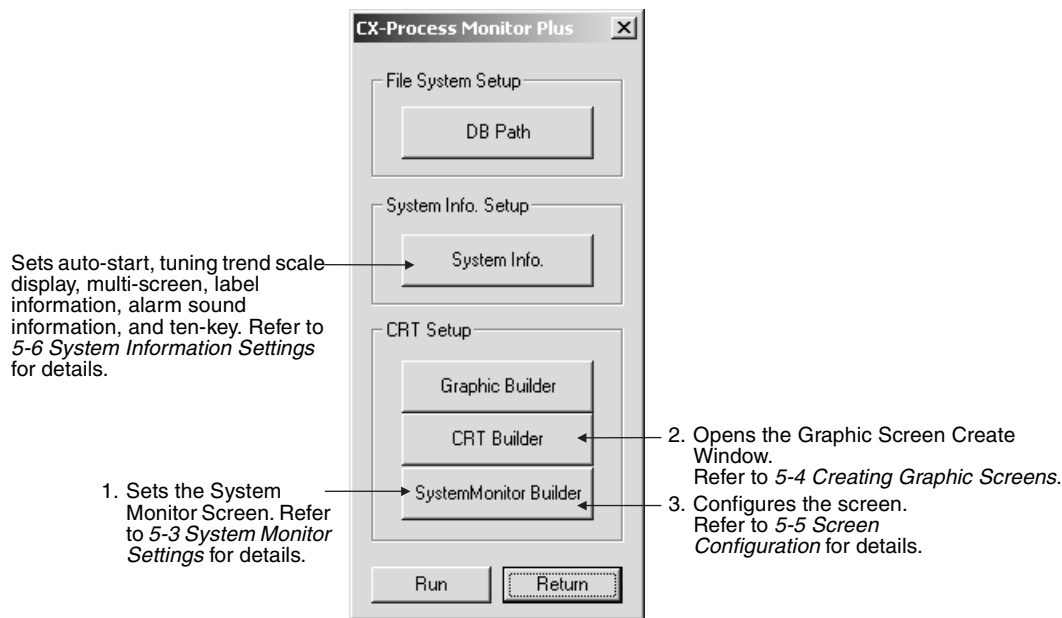 CX-Process Monitor Plus
File System Setup
DB Path
System Info. Setup
System Info.
Sets auto-start, tuning trend scale
display, multi-screen, label
information, alarm sound
information, and ten-key. Refer to
5-6 System Information Settings
for details.
CRT Setup
Graphic Builder
CRT Builder
2. Opens the Graphic Screen Create
Window.
Refer to 5-4 Creating Graphic Screens.
SystemMonitor Builder
1. Sets the System
Monitor Screen. Refer
to 5-3 System Monitor
Settings for details.
3. Configures the screen.
Refer to 5-5 Screen
Configuration for details.
Run
Return